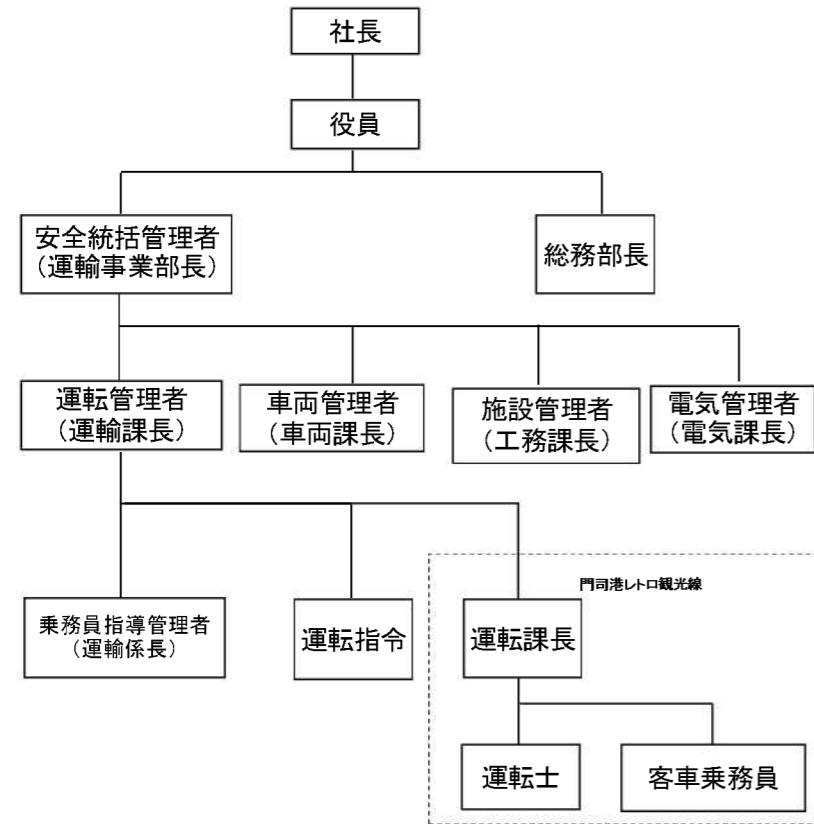 社長
役員
安全統括管理者
（運輸事業部長）
総務部長
運転管理者
（運輸課長）
車両管理者
（車両課長）
施設管理者
（工務課長）
電気管理者
（電気課長）
門司港レトロ観光線
乗務員指導管理者
（運輸係長）
運転指令
運転課長
運転士
客車乗務員